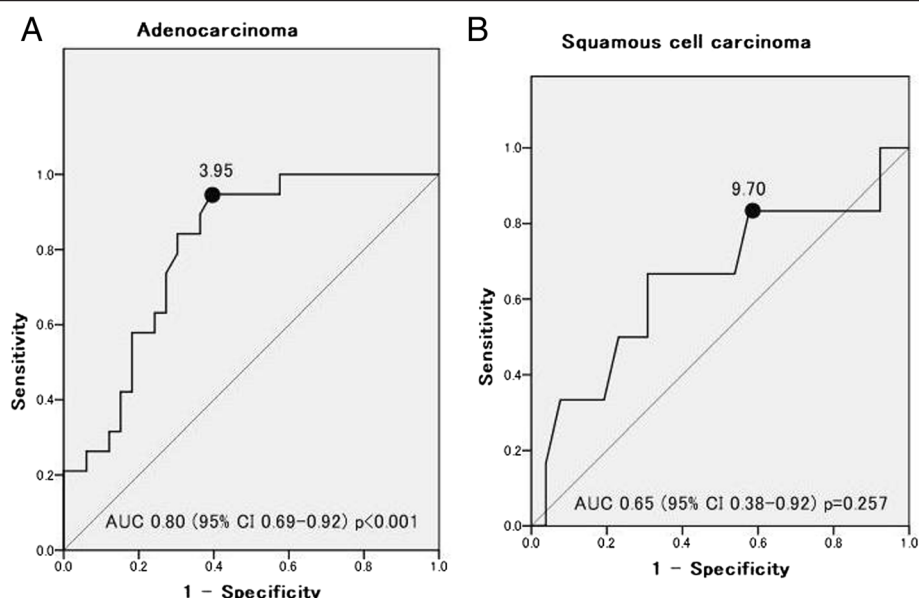 A
Adenocarcinoma
3.95
1.0
0.8
0.6
0.4
0.2
0.0
Sensitivity
AUC 0.80 (95% CI 0.69-0.92) p<0.001
0.0 0.2 0.4 0.6 0.8 1.0
1 - Specificity
B
Squamous cell carcinoma
9.70
1.0
0.8
0.6
0.4
0.2
0.0
Sensitivity
AUC 0.65 (95% CI 0.38-0.92) p=0.257
0.0 0.2 0.4 0.6 0.8 1.0
1 - Specificity